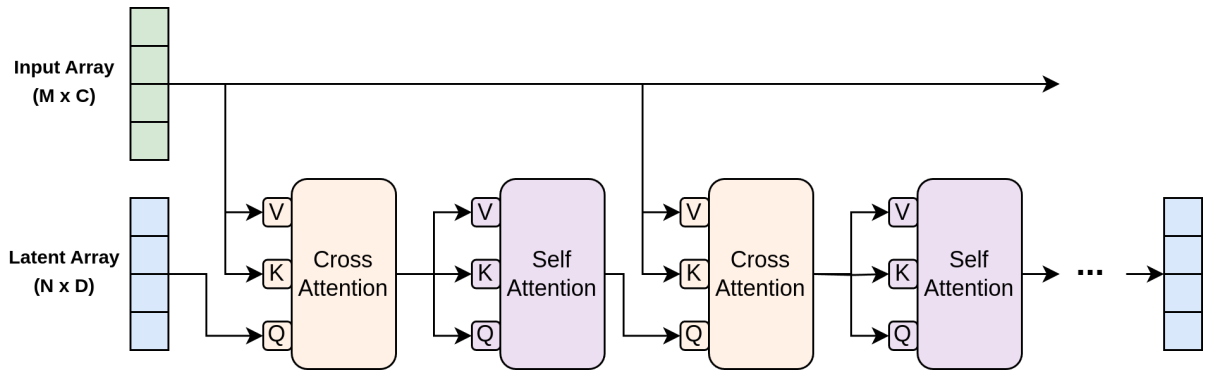 Input Array
(M x C)
Latent Array
(N x D)
V
K
Q
Cross
Attention
V
K
Q
Self
Attention
V
K
Q
Cross
Attention
V
K
Q
Self
Attention
...